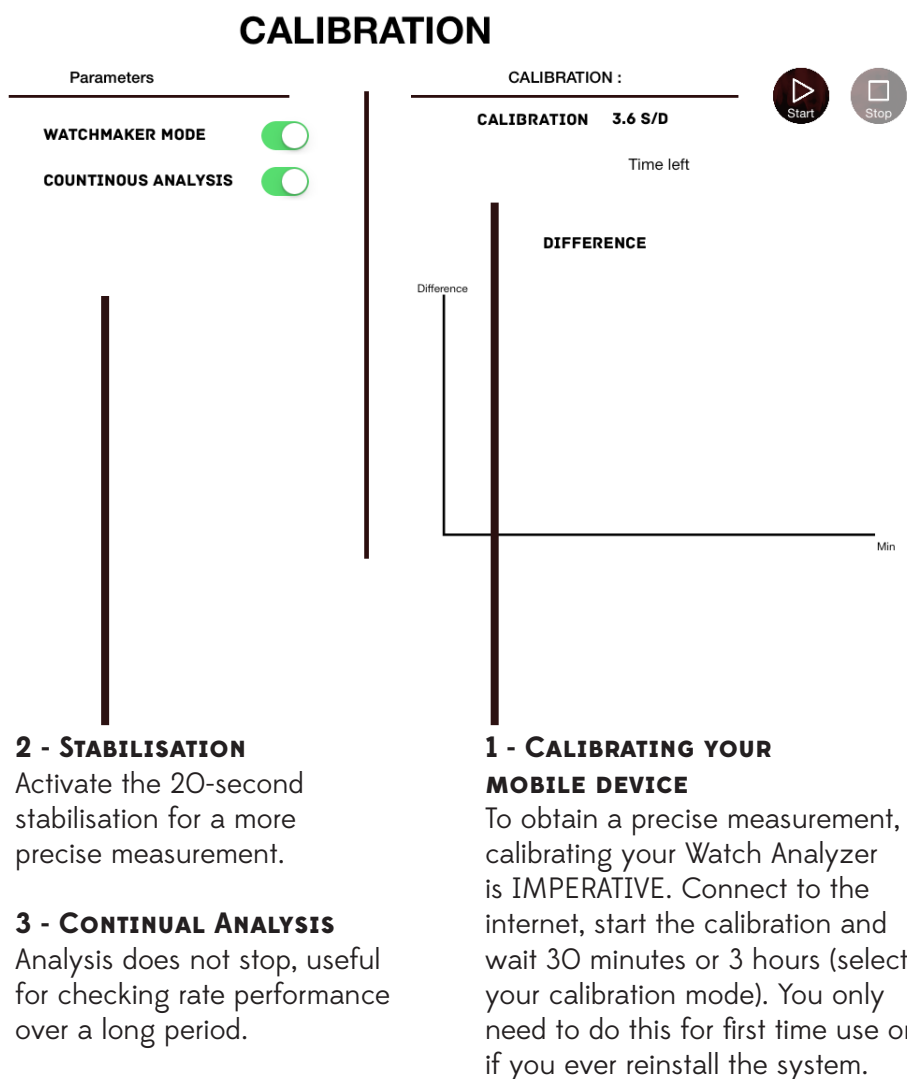 CALIBRATION
Parameters
WATCHMAKER MODE
COUNTINOUS ANALYSIS
CALIBRATION :
CALIBRATION 3.6 S/D
Time left
DIFFERENCE
Difference
Min
Start
Stop
2 - Stabilisation
Activate the 20-second
stabilisation for a more
precise measurement.
3 - Continual Analysis
Analysis does not stop, useful
for checking rate performance
over a long period.
1 - Calibrating your
mobile device
To obtain a precise measurement,
calibrating your Watch Analyzer
is IMPERATIVE. Connect to the
internet, start the calibration and
wait 30 minutes or 3 hours (select
your calibration mode). You only
need to do this for first time use or
if you ever reinstall the system.